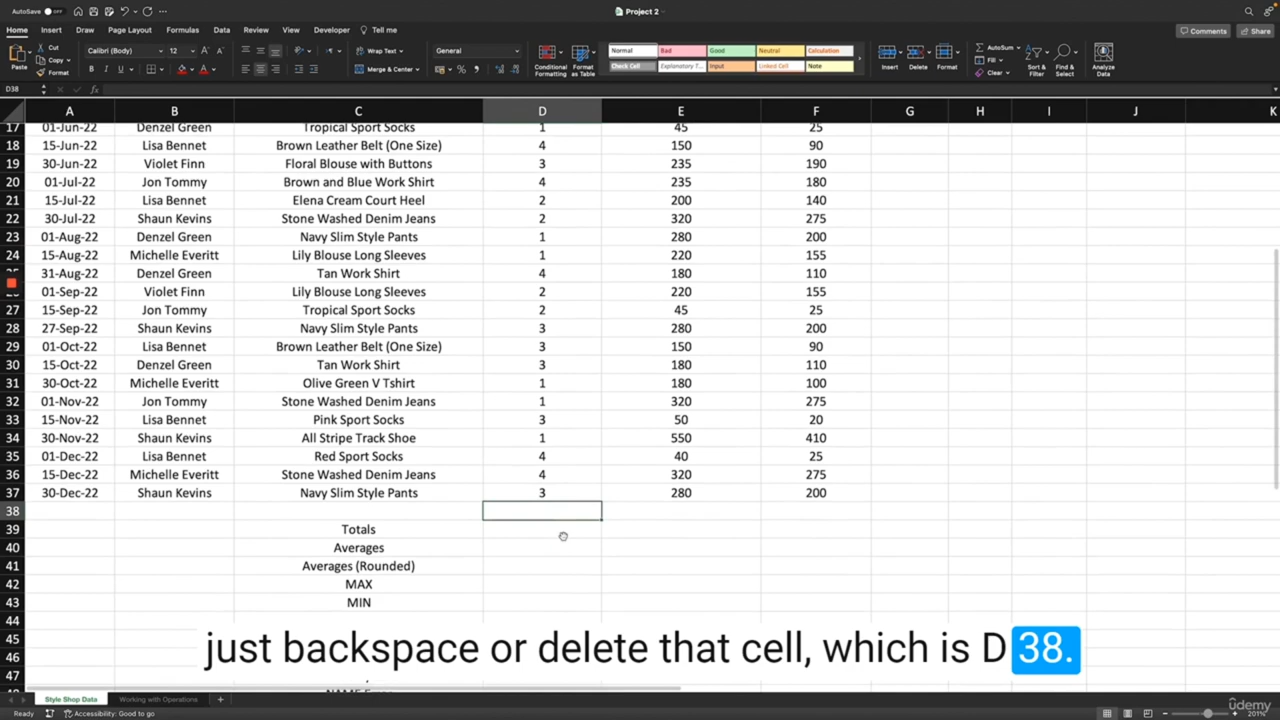 AutoSave OFF Project 2
Home Insert Draw Page Layout Formulas Data Review View Developer Tell me Comments Share
Paste Cut Copy Format Calibri (Body) 12 Wrap Text Merge & Center General Conditional Formatting Format as Table Normal Bad Good Neutral Calculation Check Cell Explanatory T... Input Linked Cell Note Insert Delete Format AutoSum Fill Clear Sort & Filter Find & Select Analyze Data
D38 fx
A B C D E F G H I J K
17 01-Jun-22 Denzel Green Tropical Sport Socks 1 45 25
18 15-Jun-22 Lisa Bennet Brown Leather Belt (One Size) 4 150 90
19 30-Jun-22 Violet Finn Floral Blouse with Buttons 3 235 190
20 01-Jul-22 Jon Tommy Brown and Blue Work Shirt 4 235 180
21 15-Jul-22 Lisa Bennet Elena Cream Court Heel 2 200 140
22 30-Jul-22 Shaun Kevins Stone Washed Denim Jeans 2 320 275
23 01-Aug-22 Denzel Green Navy Slim Style Pants 1 280 200
24 15-Aug-22 Michelle Everitt Lily Blouse Long Sleeves 1 220 155
31-Aug-22 Denzel Green Tan Work Shirt 4 180 110
01-Sep-22 Violet Finn Lily Blouse Long Sleeves 2 220 155
27 15-Sep-22 Jon Tommy Tropical Sport Socks 2 45 25
28 27-Sep-22 Shaun Kevins Navy Slim Style Pants 3 280 200
29 01-Oct-22 Lisa Bennet Brown Leather Belt (One Size) 3 150 90
30 15-Oct-22 Denzel Green Tan Work Shirt 3 180 110
31 30-Oct-22 Michelle Everitt Olive Green V Tshirt 1 180 100
32 01-Nov-22 Jon Tommy Stone Washed Denim Jeans 1 320 275
33 15-Nov-22 Lisa Bennet Pink Sport Socks 3 50 20
34 30-Nov-22 Shaun Kevins All Stripe Track Shoe 1 550 410
35 01-Dec-22 Lisa Bennet Red Sport Socks 4 40 25
36 15-Dec-22 Michelle Everitt Stone Washed Denim Jeans 4 320 275
37 30-Dec-22 Shaun Kevins Navy Slim Style Pants 3 280 200
38
39 Totals
40 Averages
41 Averages (Rounded)
42 MAX
43 MIN
44
45
46
47
just backspace or delete that cell, which is D 38.
Style Shop Data Working with Operations +
Ready Accessibility: Good to go 201%
ûdemy